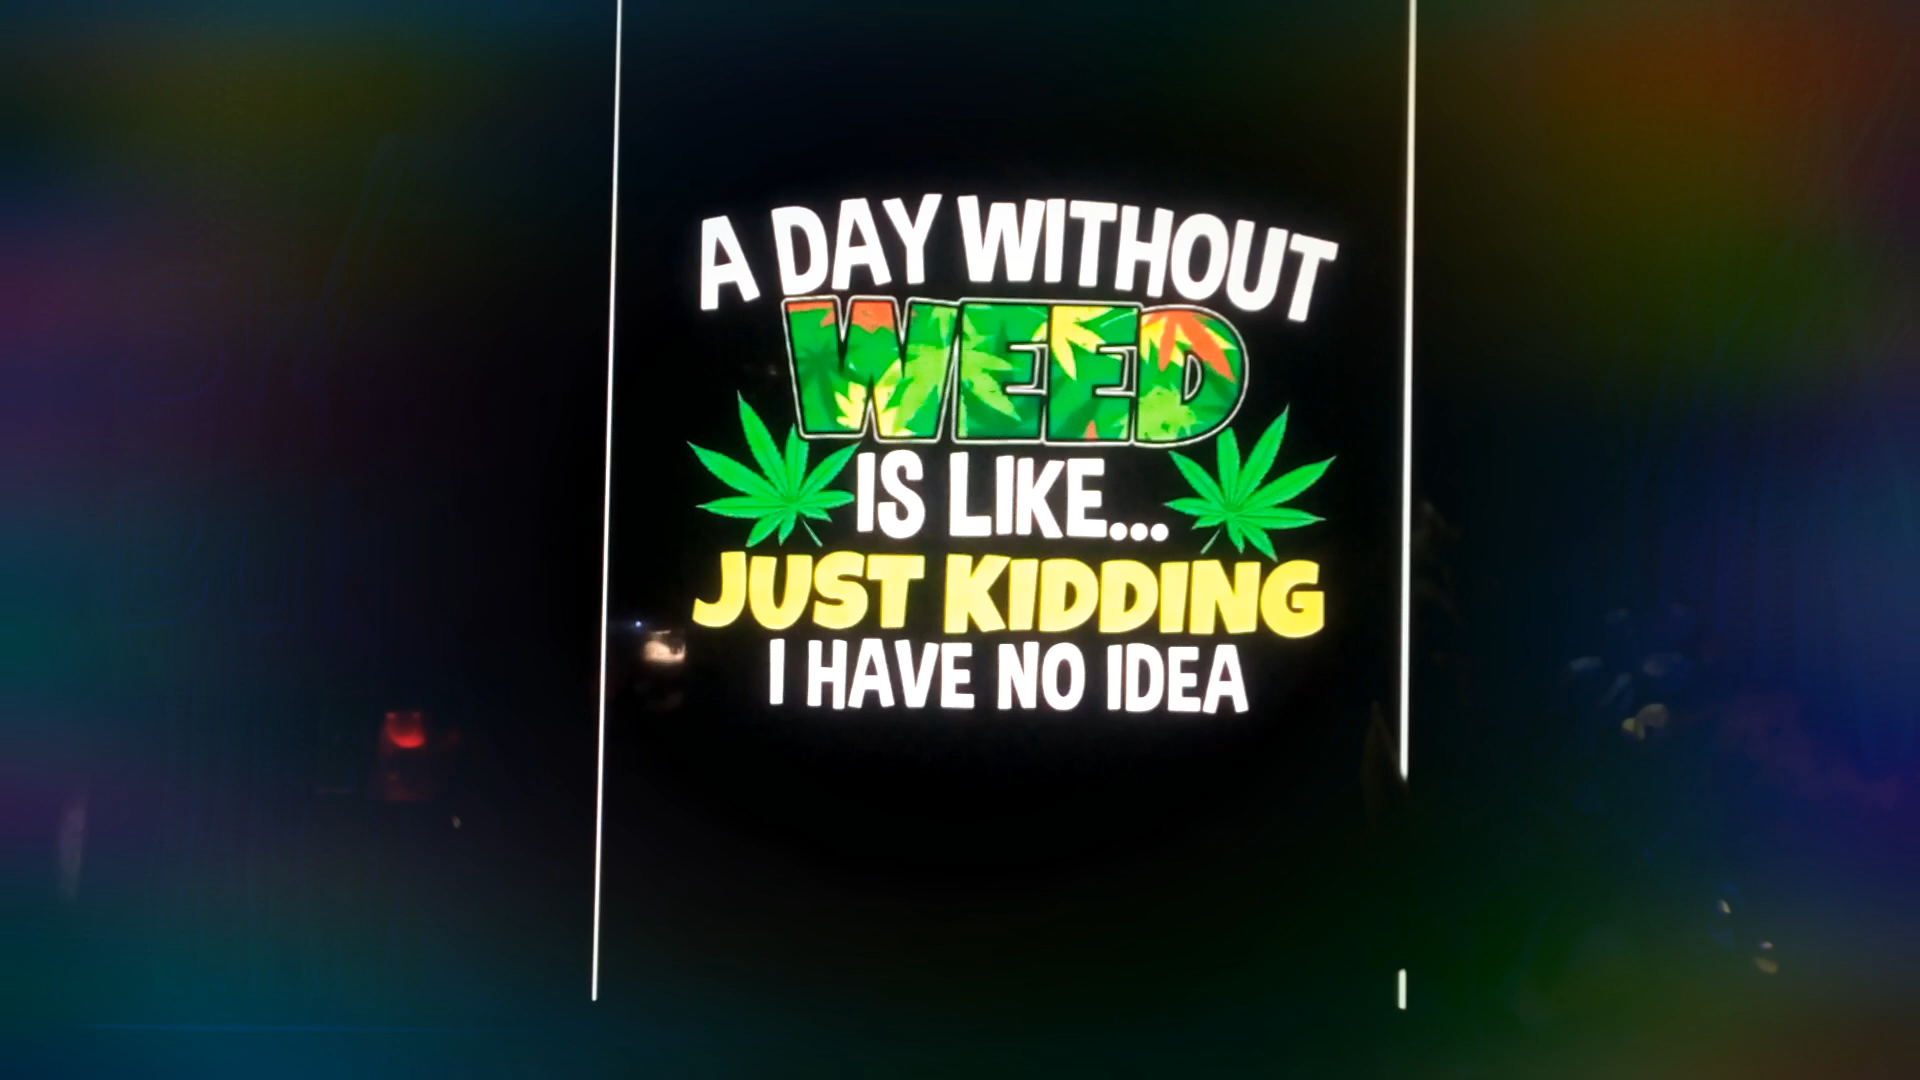 A DAY WITHOUT
WEED
IS LIKE...
JUST KIDDING
I HAVE NO IDEA